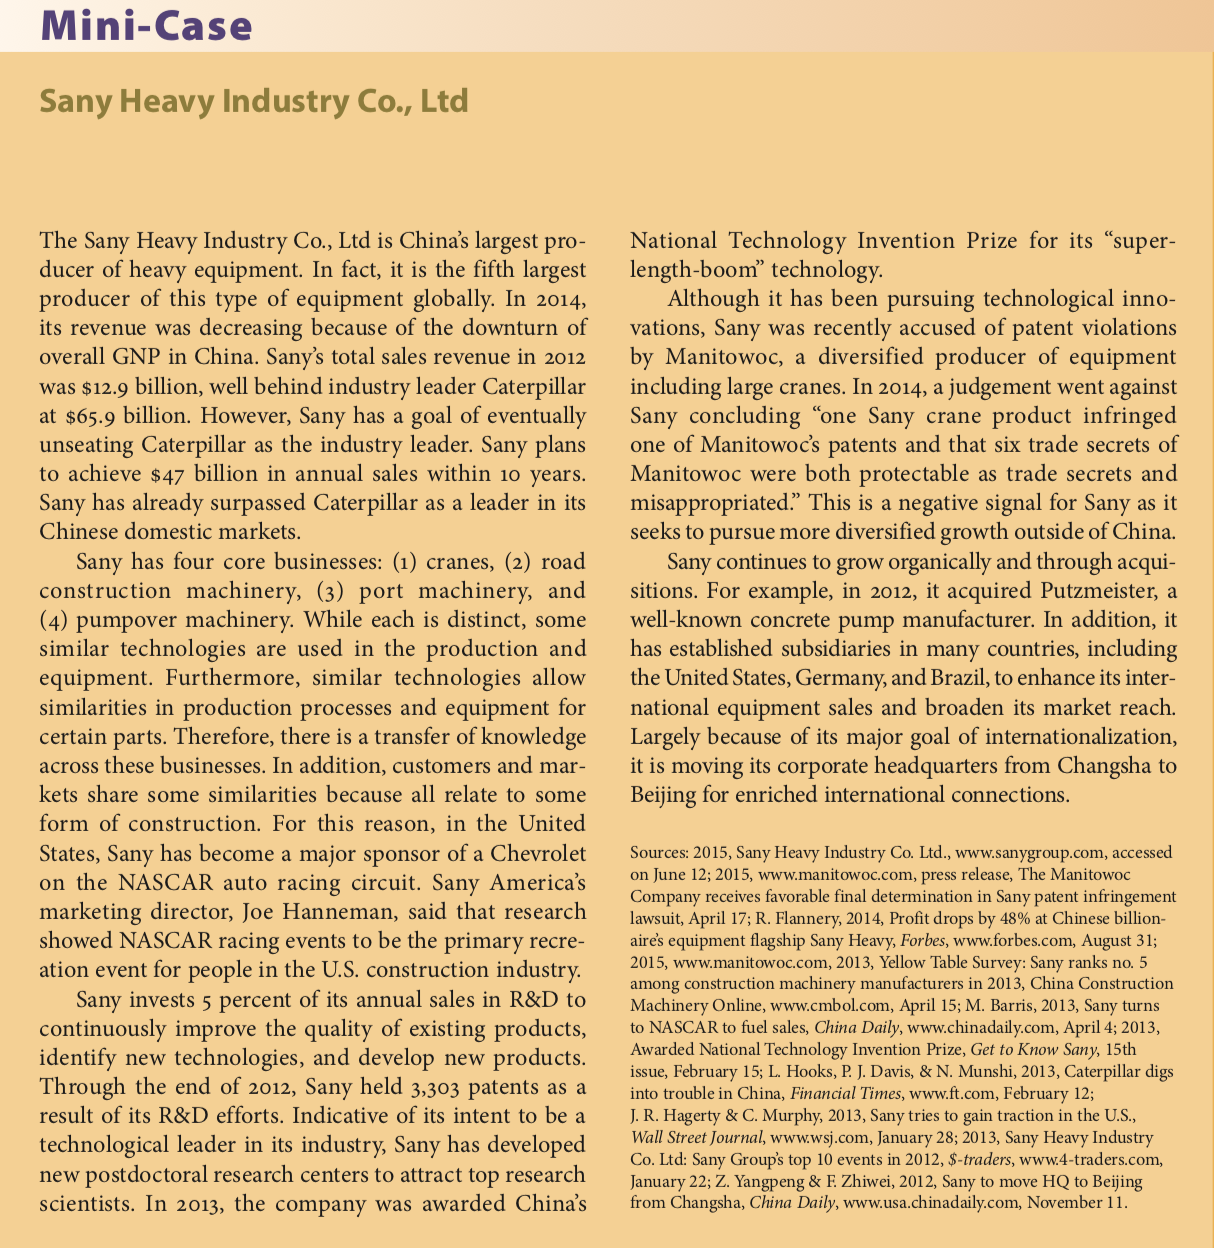 Mini-Case
Sany Heavy Industry Co., Ltd
The Sany Heavy Industry Co., Ltd is China's largest pro-
ducer of heavy equipment. In fact, it is the fifth largest
producer of this type of equipment globally. In 2014,
its revenue was decreasing because of the downturn of
overall GNP in China. Sany's total sales revenue in 2012
was $12.9 billion, well behind industry leader Caterpillar
at $65.9 billion. However, Sany has a goal of eventually
unseating Caterpillar as the industry leader. Sany plans
to achieve $47 billion in annual sales within 10 years.
Sany has already surpassed Caterpillar as a leader in its
Chinese domestic markets.
Sany has four core businesses: (1) cranes, (2) road
construction machinery, (3) port machinery, and
(4) pumpover machinery. While each is distinct, some
similar technologies are used in the production and
equipment. Furthermore, similar technologies allow
similarities in production processes and equipment for
certain parts. Therefore, there is a transfer of knowledge
across these businesses. In addition, customers and mar-
kets share some similarities because all relate to some
form of construction. For this reason, in the United
States, Sany has become a major sponsor of a Chevrolet
on the NASCAR auto racing circuit. Sany America's
marketing director, Joe Hanneman, said that research
showed NASCAR racing events to be the primary recre-
ation event for people in the U.S. construction industry.
Sany invests 5 percent of its annual sales in R&D to
continuously improve the quality of existing products,
identify new technologies, and develop new products.
Through the end of 2012, Sany held 3,303 patents as a
result of its R&D efforts. Indicative of its intent to be a
technological leader in its industry, Sany has developed
new postdoctoral research centers to attract top research
scientists. In 2013, the company was awarded China's
National Technology Invention Prize for its "super-
length-boom" technology.
Although it has been pursuing technological inno-
vations, Sany was recently accused of patent violations
by Manitowoc, a diversified producer of equipment
including large cranes. In 2014, a judgement went against
Sany concluding "one Sany crane product infringed
one of Manitowoc's patents and that six trade secrets of
Manitowoc were both protectable as trade secrets and
misappropriated." This is a negative signal for Sany as it
seeks to pursue more diversified growth outside of China.
Sany continues to grow organically and through acqui-
sitions. For example, in 2012, it acquired Putzmeister, a
well-known concrete pump manufacturer. In addition, it
has established subsidiaries in many countries, including
the United States, Germany, and Brazil, to enhance its inter-
national equipment sales and broaden its market reach.
Largely because of its major goal of internationalization,
it is moving its corporate headquarters from Changsha to
Beijing for enriched international connections.
Sources: 2015, Sany Heavy Industry Co. Ltd., www.sanygroup.com, accessed
on June 12; 2015, www.manitowoc.com, press release, The Manitowoc
Company receives favorable final determination in Sany patent infringement
lawsuit, April 17; R. Flannery, 2014, Profit drops by 48% at Chinese billion-
aire's equipment flagship Sany Heavy, Forbes, www.forbes.com, August 31;
2015, www.manitowoc.com, 2013, Yellow Table Survey: Sany ranks no. 5
among construction machinery manufacturers in 2013, China Construction
Machinery Online, www.cmbol.com, April 15; M. Barris, 2013, Sany turns
to NASCAR to fuel sales, China Daily, www.chinadaily.com, April 4; 2013,
Awarded National Technology Invention Prize, Get to Know Sany, 15th
issue, February 15; L. Hooks, P. J. Davis, & N. Munshi, 2013, Caterpillar digs
into trouble in China, Financial Times, www.ft.com, February 12;
J. R. Hagerty & C. Murphy, 2013, Sany tries to gain traction in the U.S.,
Wall Street Journal, www.wsj.com, January 28; 2013, Sany Heavy Industry
Co. Ltd: Sany Group's top 10 events in 2012, $-traders, www.4-traders.com,
January 22; Z. Yangpeng & F. Zhiwei, 2012, Sany to move HQ to Beijing
from Changsha, China Daily, www.usa.chinadaily.com, November 11.